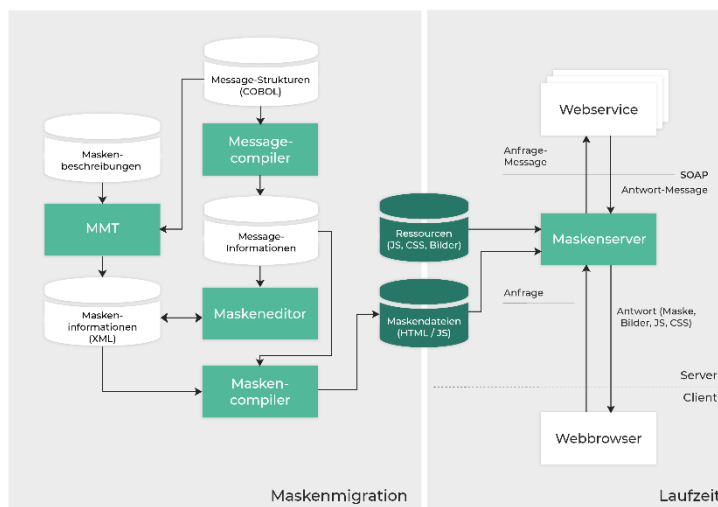 Message-Strukturen
(COBOL)
Masken-
beschreibungen
Message-
compiler
MMT
Message-
Informationen
Masken-
informationen
(XML)
Maskeneditor
Masken-
compiler
Ressourcen
(JS, CSS, Bilder)
Maskendateien
(HTML / JS)
Maskenmigration
Webservice
Anfrage-
Message
SOAP
Antwort-Message
Maskenserver
Anfrage
Antwort (Maske,
Bilder, JS, CSS)
Server
Client
Webbrowser
Laufzeit